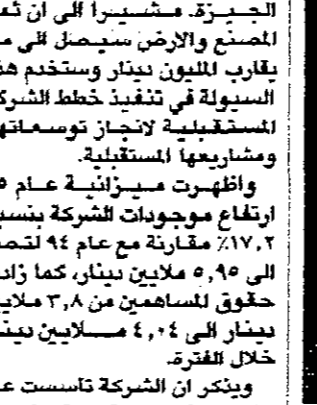 الجيزة. مشيراً الى ان ثم
المصنع والارض سيصل الى م
يقارب المليون دينار وستخدم هذ
السيولة في تنفيذ خطط الشرك
المستقبلية لانجاز توسعاته
ومشاريعها المستقبلية.
واظهرت ميزانية عام ٥
ارتفاع موجودات الشركة بنسب
١٧,٢٪ مقارنة مع عام ٩٤ لتص
الى ٥,٩٥ ملايين دينار، كما زاد
حقوق المساهمين من ٣,٨ ملاي
دينار الى ٤,٠٤ ملايين دين
خلال الفترة.
ويذكر ان الشركة تاسست ع